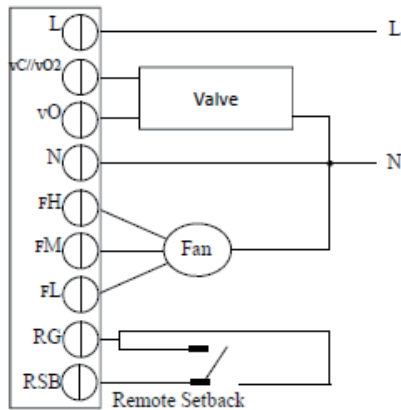 L L
vC//vO2
Valve
vO
N N
FH
FM Fan
FL
RG
RSB
Remote Setback